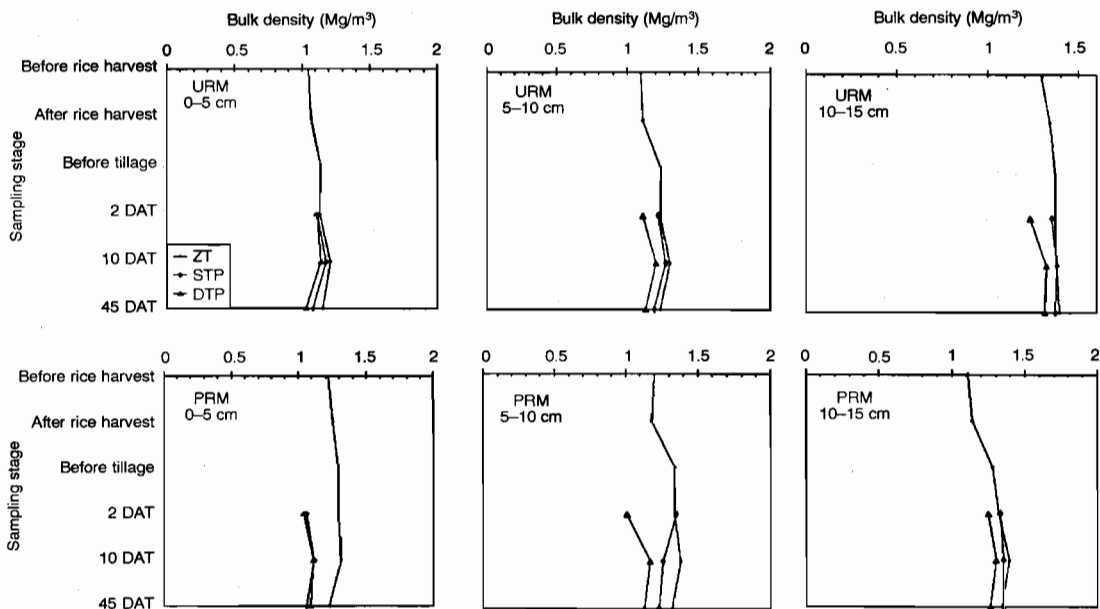 Bulk density (Mg/m³)
Bulk density (Mg/m³)
Bulk density (Mg/m³)
0 0.5 1 1.5 2
0 0.5 1 1.5 2
0 0.5 1 1.5
Sampling stage
Before rice harvest
After rice harvest
Before tillage
2 DAT
10 DAT
45 DAT
URM
0–5 cm
ZT
STP
DTP
URM
5–10 cm
URM
10–15 cm
0 0.5 1 1.5 2
0 0.5 1 1.5 2
0 0.5 1 1.5 2
Sampling stage
Before rice harvest
After rice harvest
Before tillage
2 DAT
10 DAT
45 DAT
PRM
0–5 cm
PRM
5–10 cm
PRM
10–15 cm